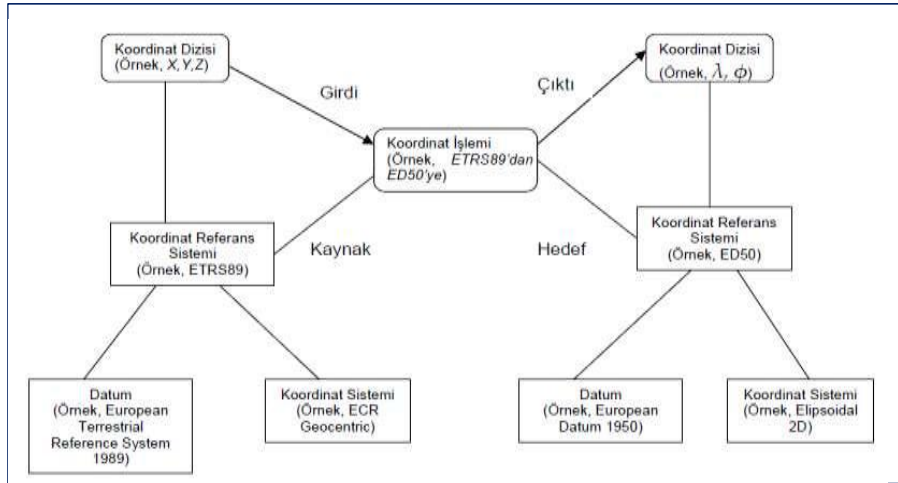 Koordinat Dizisi
(Örnek, X,Y,Z)
Koordinat Dizisi
(Örnek, λ, ϕ)
Girdi
Çıktı
Koordinat İşlemi
(Örnek, ETRS89'dan
ED50'ye)
Koordinat Referans
Sistemi
(Örnek, ETRS89)
Kaynak
Hedef
Koordinat Referans
Sistemi
(Örnek, ED50)
Datum
(Örnek, European
Terrestrial
Reference System
1989)
Koordinat Sistemi
(Örnek, ECR
Geocentric)
Datum
(Örnek, European
Datum 1950)
Koordinat Sistemi
(Örnek, Elipsoidal
2D)